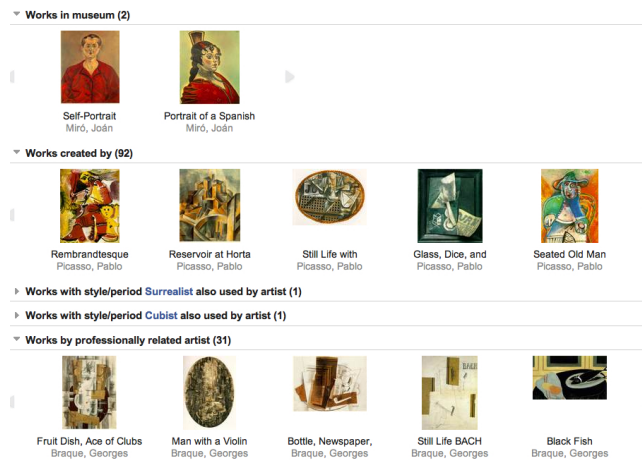 Works in museum (2)
Self-Portrait
Miró, Joán
Portrait of a Spanish
Miró, Joán
Works created by (92)
Rembrandtesque
Picasso, Pablo
Reservoir at Horta
Picasso, Pablo
Still Life with
Picasso, Pablo
Glass, Dice, and
Picasso, Pablo
Seated Old Man
Picasso, Pablo
Works with style/period Surrealist also used by artist (1)
Works with style/period Cubist also used by artist (1)
Works by professionally related artist (31)
Fruit Dish, Ace of Clubs
Braque, Georges
Man with a Violin
Braque, Georges
Bottle, Newspaper,
Braque, Georges
BACH
Still Life BACH
Braque, Georges
Black Fish
Braque, Georges